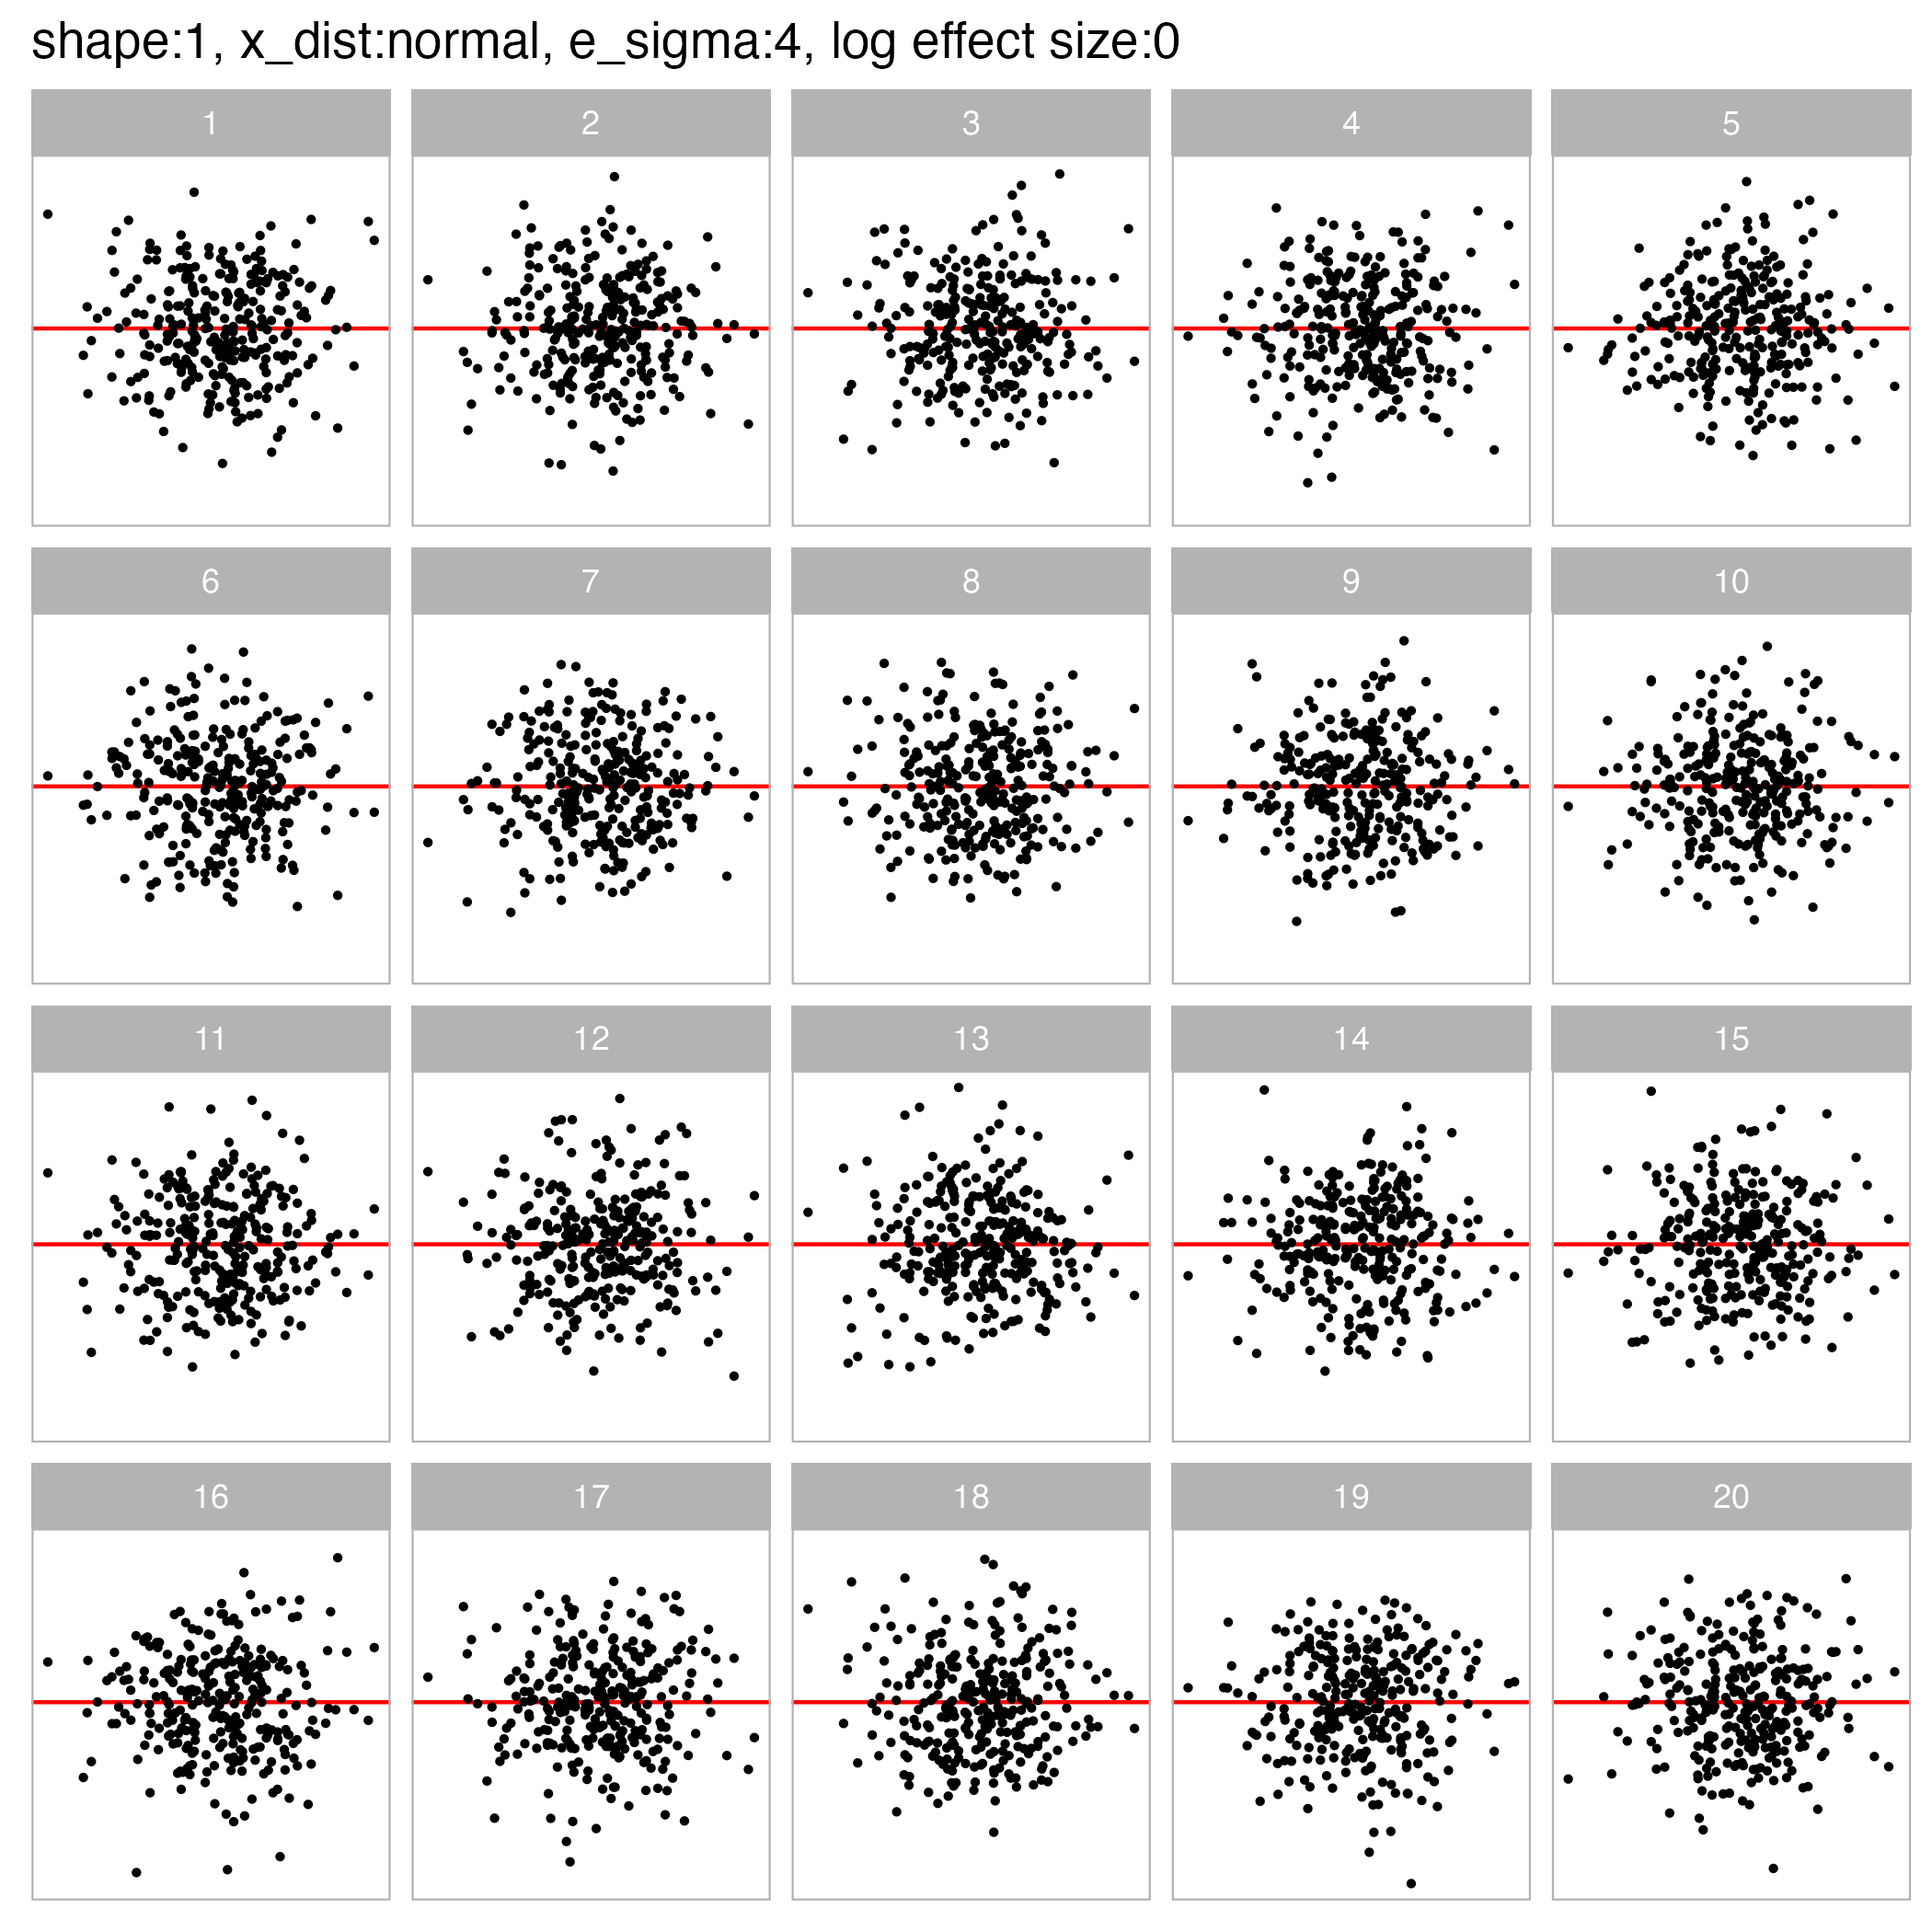 shape:1, x_dist:normal, e_sigma:4, log effect size:0
1 2 3 4 5
6 7 8 9 10
11 12 13 14 15
16 17 18 19 20